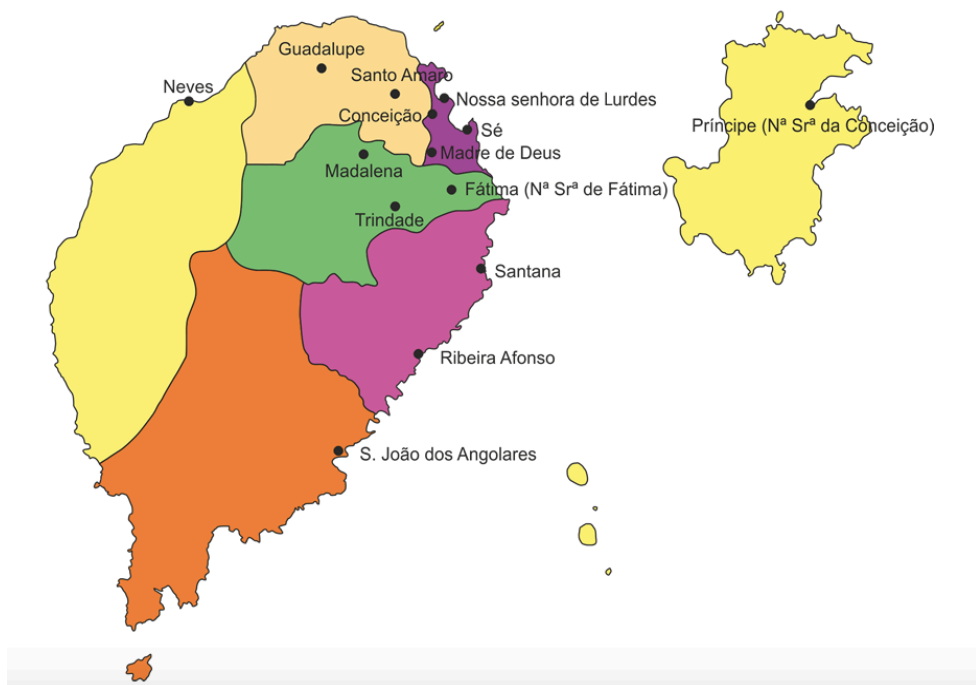 Guadalupe
Neves
Santo Amaro
Nossa senhora de Lurdes
Conceição
Sé
Madre de Deus
Madalena
Fátima (Nª Srª de Fátima)
Trindade
Santana
Ribeira Afonso
S. João dos Angolares
Príncipe (Nª Srª da Conceição)